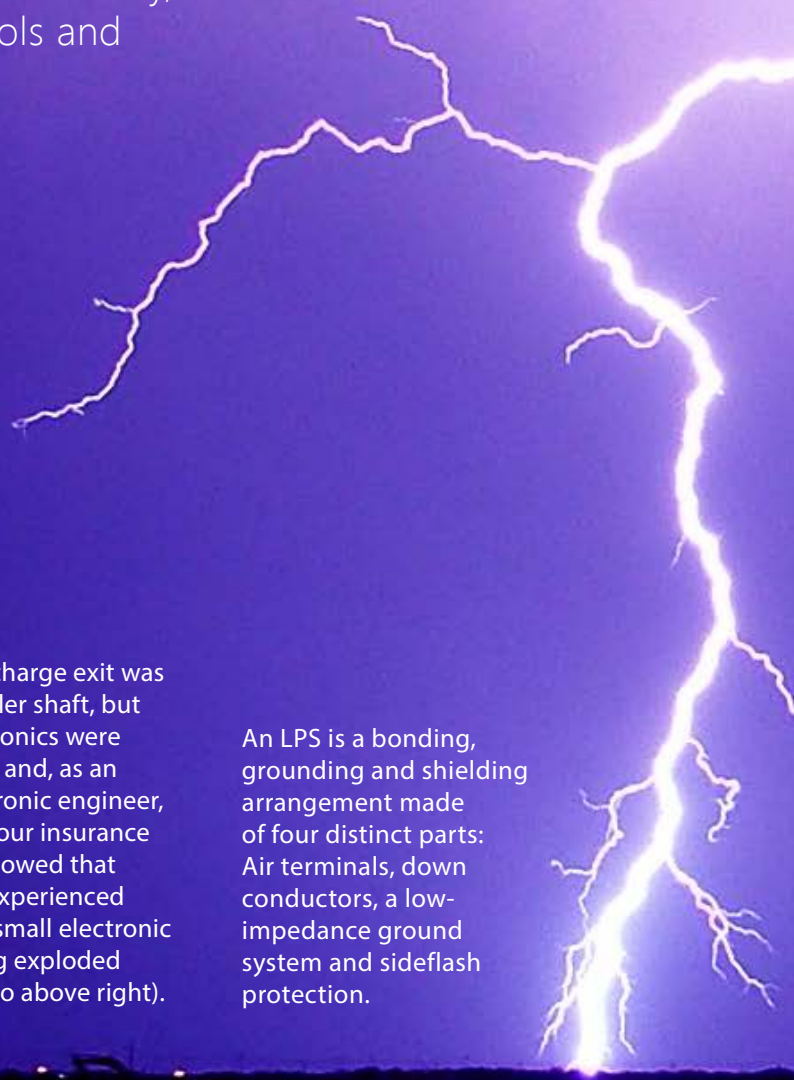 ols and
charge exit was
ler shaft, but
onics were
and, as an
ronic engineer,
our insurance
owed that
xperienced
small electronic
g exploded
o above right).
An LPS is a bonding,
grounding and shielding
arrangement made
of four distinct parts:
Air terminals, down
conductors, a low-
impedance ground
system and sideflash
protection.